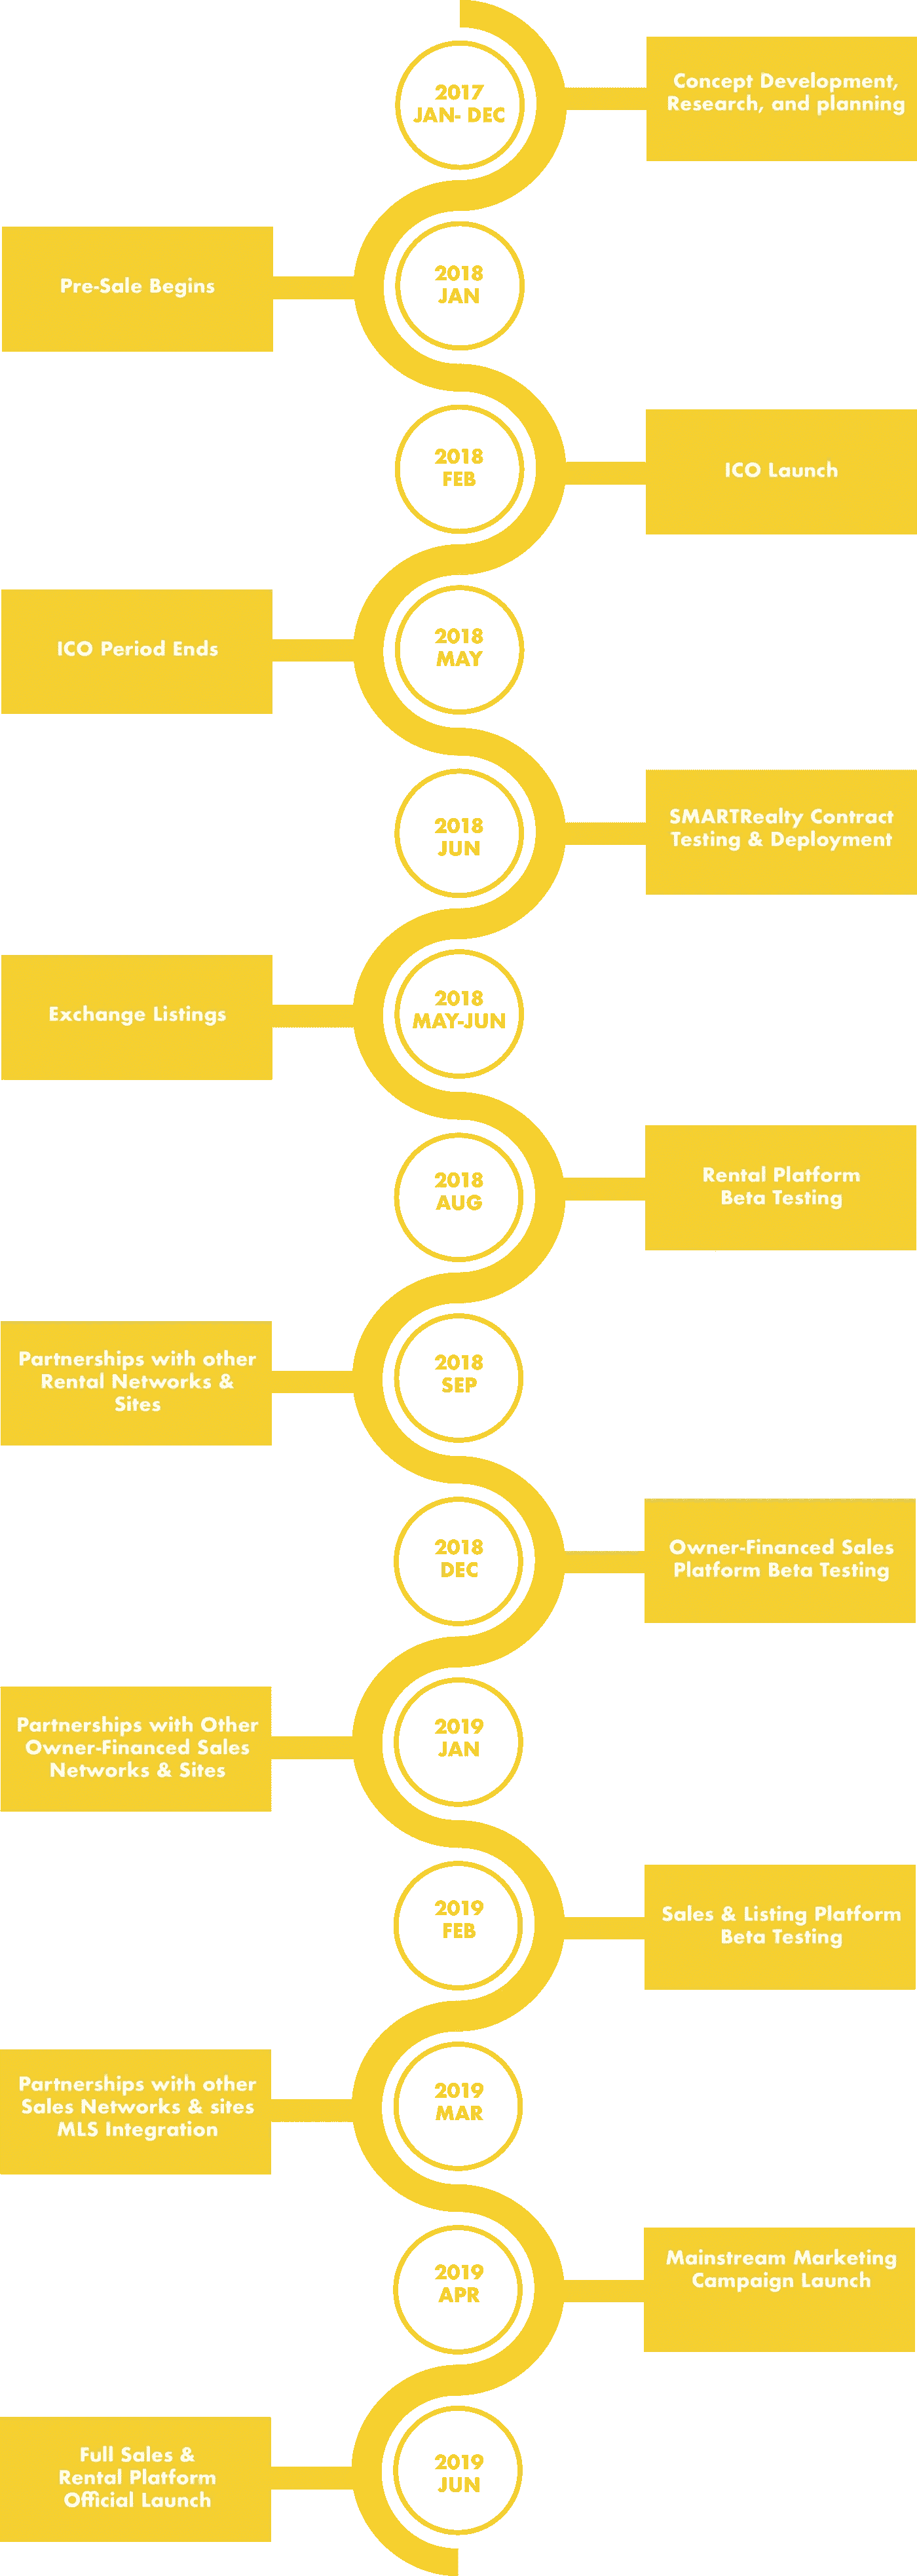 2017
JAN- DEC
Concept Development,
Research, and planning
2018
JAN
Pre-Sale Begins
2018
FEB
ICO Launch
2018
MAY
ICO Period Ends
2018
JUN
SMARTRealty Contract
Testing & Deployment
2018
MAY-JUN
Exchange Listings
2018
AUG
Rental Platform
Beta Testing
2018
SEP
Partnerships with other
Rental Networks &
Sites
2018
DEC
Owner-Financed Sales
Platform Beta Testing
2019
JAN
Partnerships with Other
Owner-Financed Sales
Networks & Sites
2019
FEB
Sales & Listing Platform
Beta Testing
2019
MAR
Partnerships with other
Sales Networks & sites
MLS Integration
2019
APR
Mainstream Marketing
Campaign Launch
2019
JUN
Full Sales &
Rental Platform
Official Launch